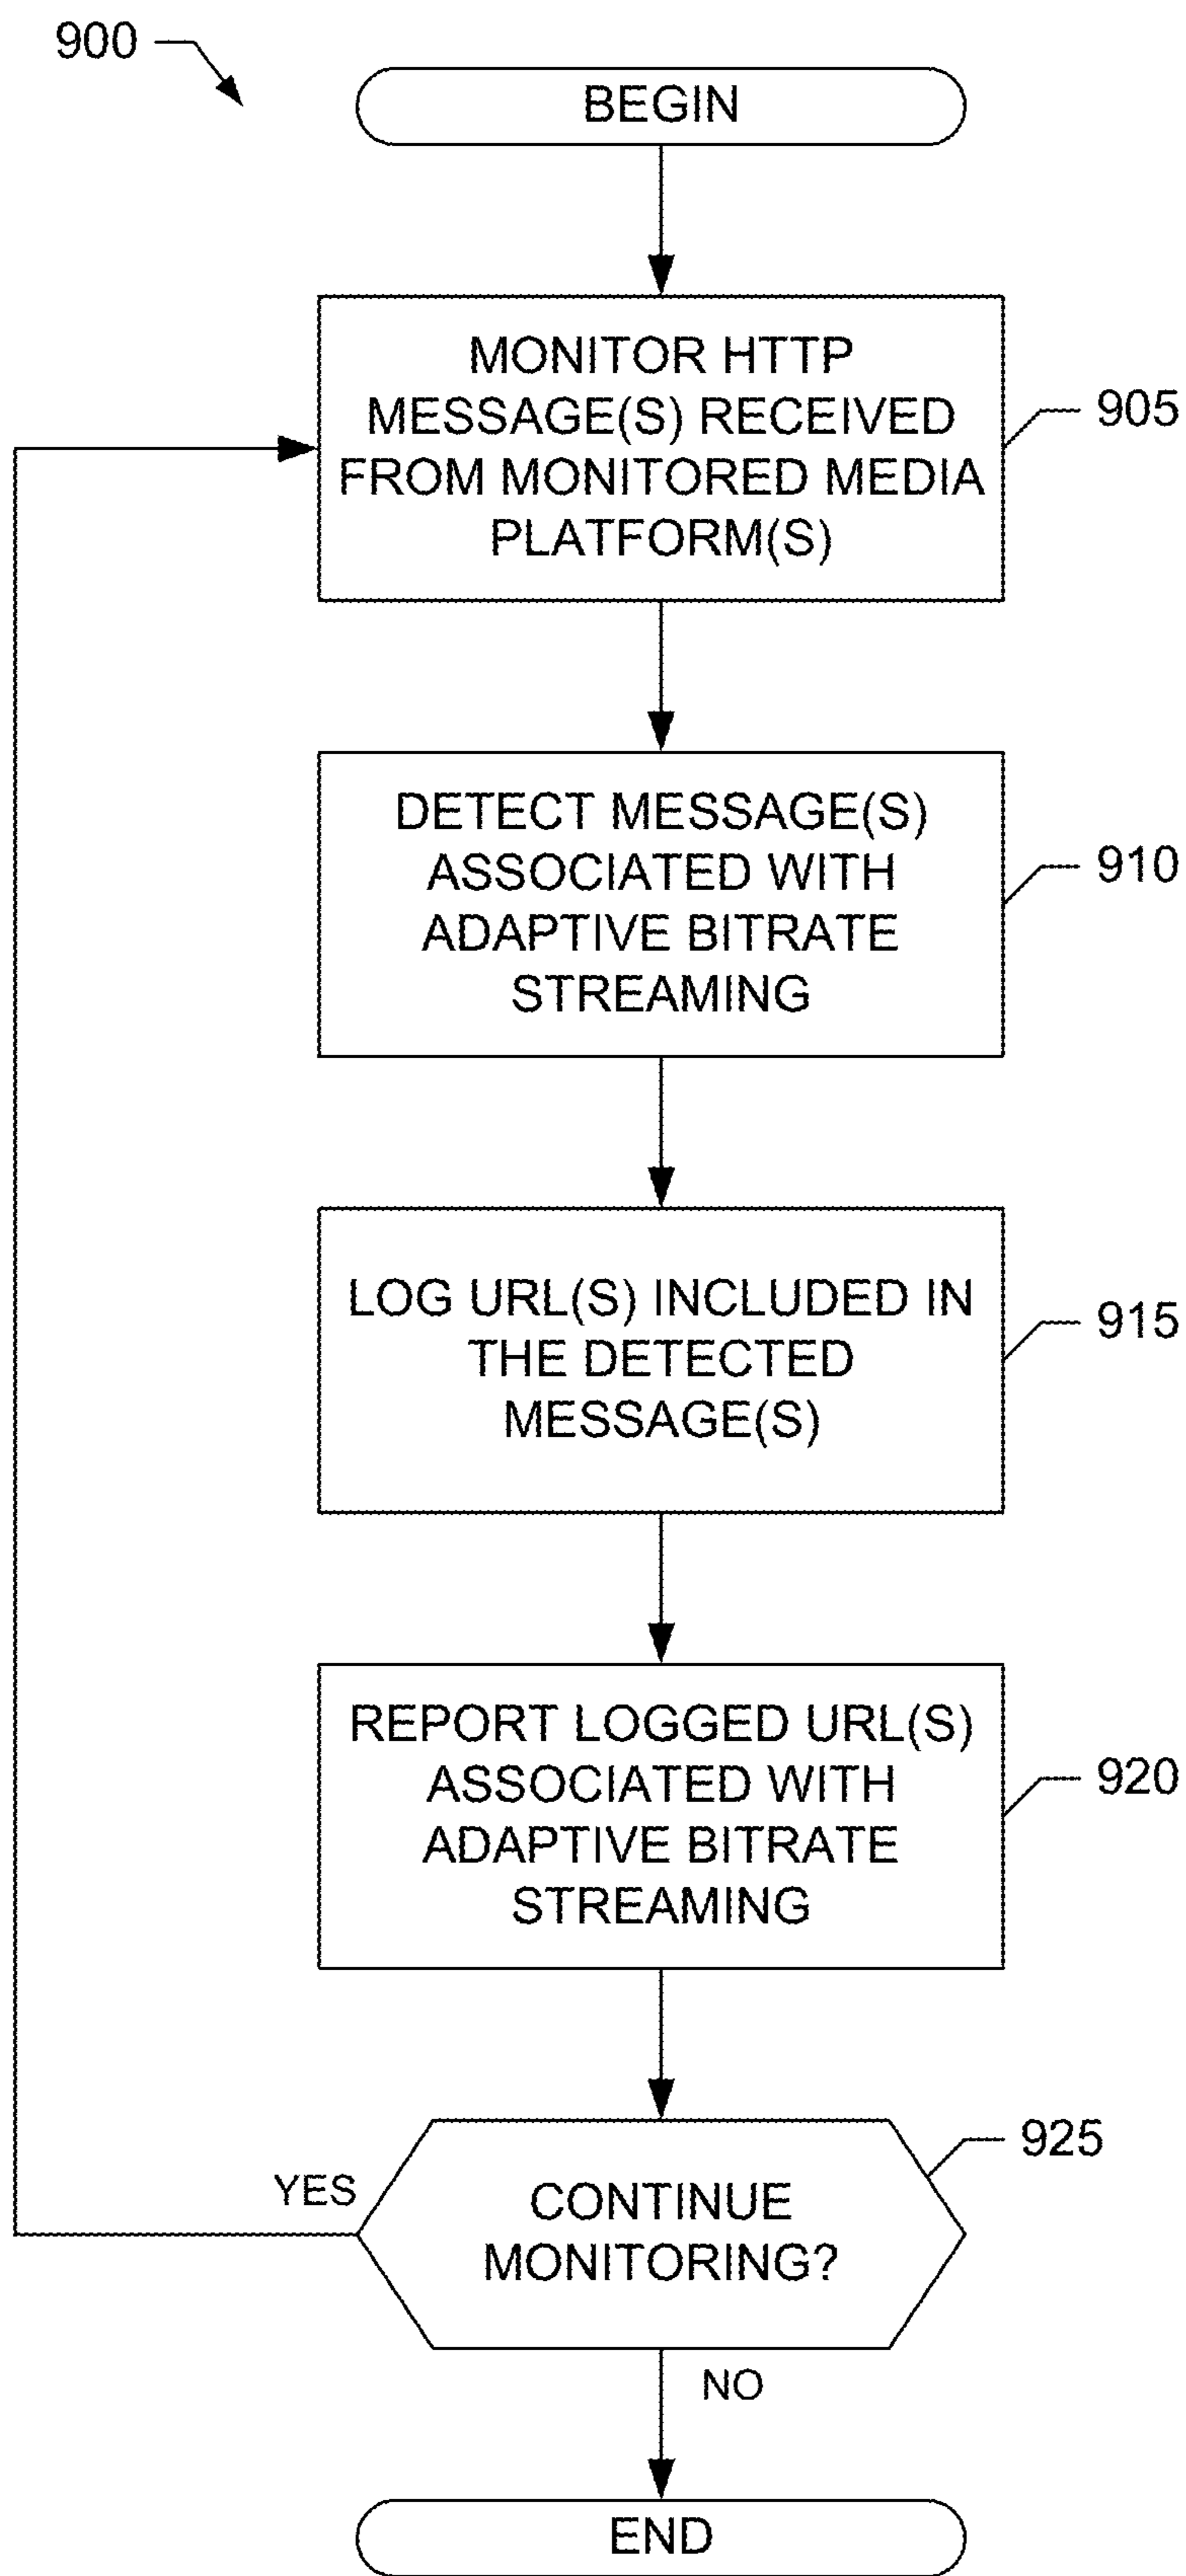 900
BEGIN
MONITOR HTTP
MESSAGE(S) RECEIVED
FROM MONITORED MEDIA
PLATFORM(S)
905
DETECT MESSAGE(S)
ASSOCIATED WITH
ADAPTIVE BITRATE
STREAMING
910
LOG URL(S) INCLUDED IN
THE DETECTED
MESSAGE(S)
915
REPORT LOGGED URL(S)
ASSOCIATED WITH
ADAPTIVE BITRATE
STREAMING
920
CONTINUE
MONITORING?
925
YES
NO
END